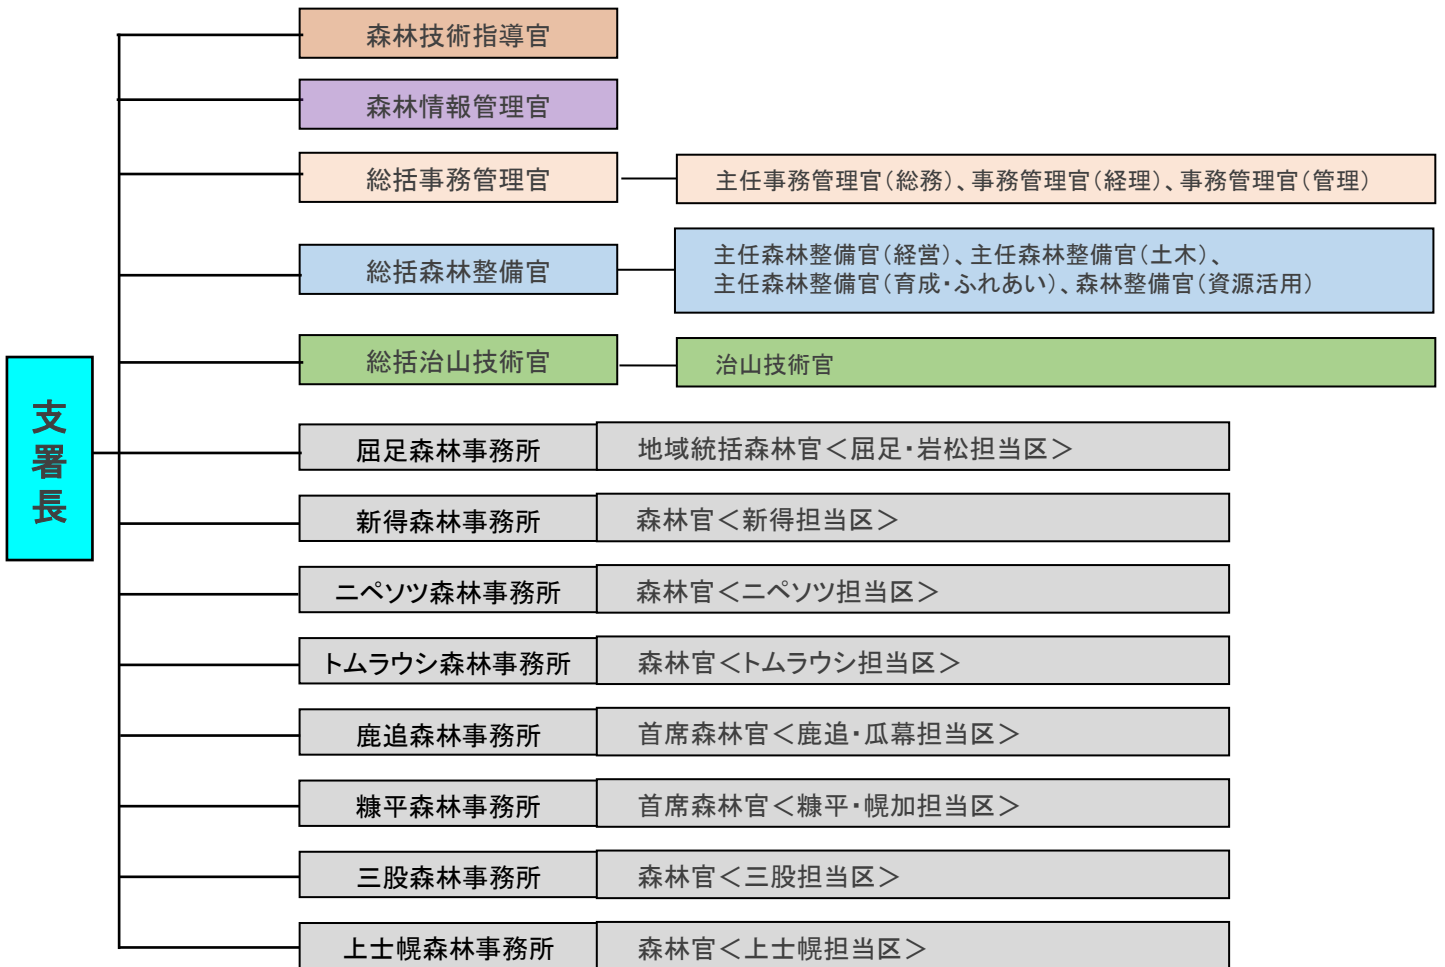 森林技術指導官
森林情報管理官
総括事務管理官
主任事務管理官（総務）、事務管理官（経理）、事務管理官（管理）
総括森林整備官
主任森林整備官（経営）、主任森林整備官（土木）、
主任森林整備官（育成・ふれあい）、森林整備官（資源活用）
総括治山技術官
治山技術官
支署長
屈足森林事務所
地域統括森林官＜屈足・岩松担当区＞
新得森林事務所
森林官＜新得担当区＞
ニペソツ森林事務所
森林官＜ニペソツ担当区＞
トムラウシ森林事務所
森林官＜トムラウシ担当区＞
鹿追森林事務所
首席森林官＜鹿追・瓜幕担当区＞
糠平森林事務所
首席森林官＜糠平・幌加担当区＞
三股森林事務所
森林官＜三股担当区＞
上士幌森林事務所
森林官＜上士幌担当区＞